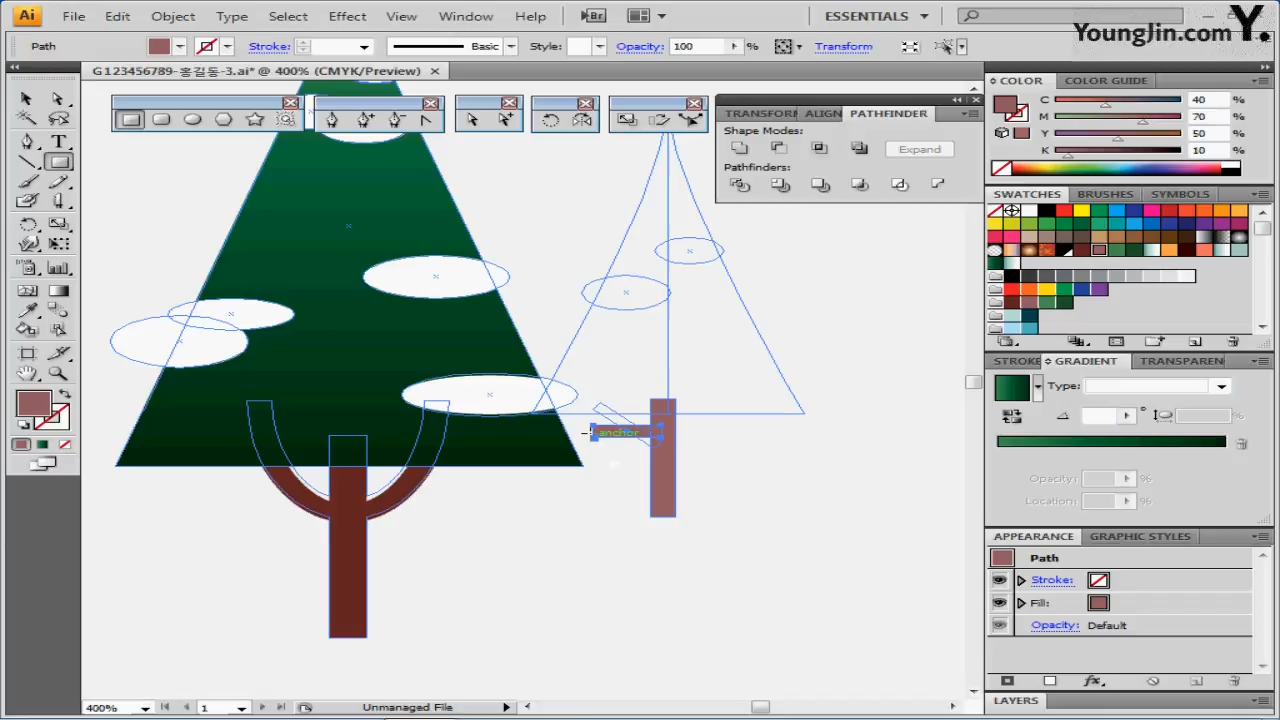 Ai File Edit Object Type Select Effect View Window Help Br ESSENTIALS
YoungJin.com Y.
Path Stroke: Basic Style: Opacity: 100 % Transform
G123456789-홍길동-3.ai* @ 400% (CMYK/Preview)
COLOR COLOR GUIDE
C 40 %
M 70 %
Y 50 %
K 10 %
TRANSFORM ALIGN PATHFINDER
Shape Modes:
Expand
Pathfinders:
SWATCHES BRUSHES SYMBOLS
STROKE GRADIENT TRANSPAREN
Type:
°
%
Opacity: %
Location: %
anchor
APPEARANCE GRAPHIC STYLES
Path
Stroke:
Fill:
Opacity: Default
fx
LAYERS
400% 1 Unmanaged File